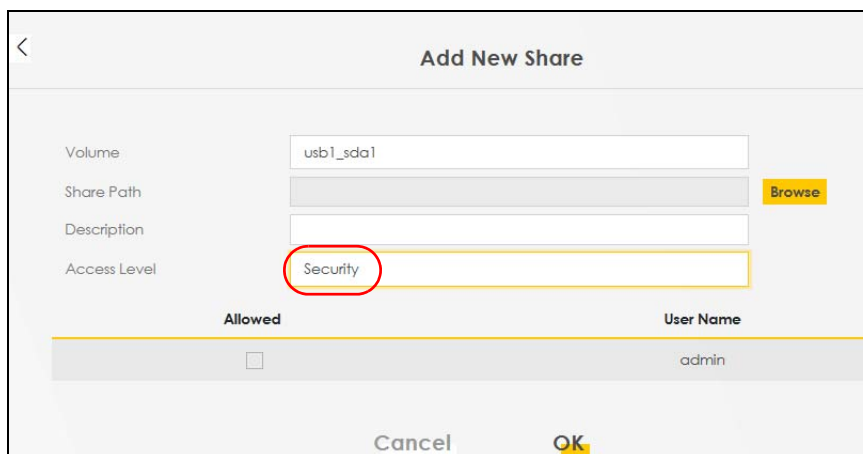 Add New Share
Volume usb1_sda1
Share Path Browse
Description
Access Level Security
Allowed User Name
admin
Cancel OK